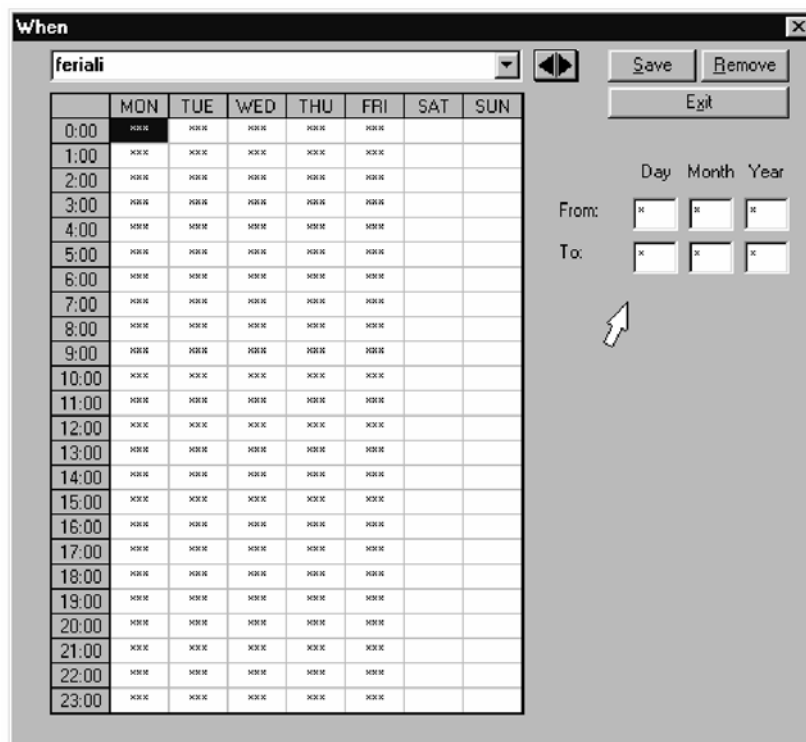 When
feriali
Save Remove
Exit
MON TUE WED THU FRI SAT SUN
0:00 *** *** *** *** ***
1:00 *** *** *** *** ***
2:00 *** *** *** *** ***
3:00 *** *** *** *** ***
4:00 *** *** *** *** ***
5:00 *** *** *** *** ***
6:00 *** *** *** *** ***
7:00 *** *** *** *** ***
8:00 *** *** *** *** ***
9:00 *** *** *** *** ***
10:00 *** *** *** *** ***
11:00 *** *** *** *** ***
12:00 *** *** *** *** ***
13:00 *** *** *** *** ***
14:00 *** *** *** *** ***
15:00 *** *** *** *** ***
16:00 *** *** *** *** ***
17:00 *** *** *** *** ***
18:00 *** *** *** *** ***
19:00 *** *** *** *** ***
20:00 *** *** *** *** ***
21:00 *** *** *** *** ***
22:00 *** *** *** *** ***
23:00 *** *** *** *** ***
Day Month Year
From: * * *
To: * * *